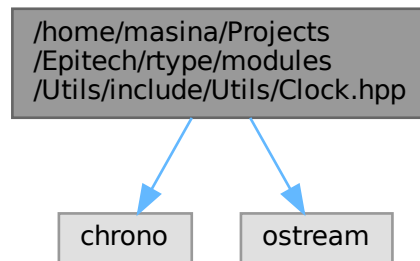 /home/masina/Projects
/Epitech/rtype/modules
/Utils/include/Utils/Clock.hpp
chrono
ostream